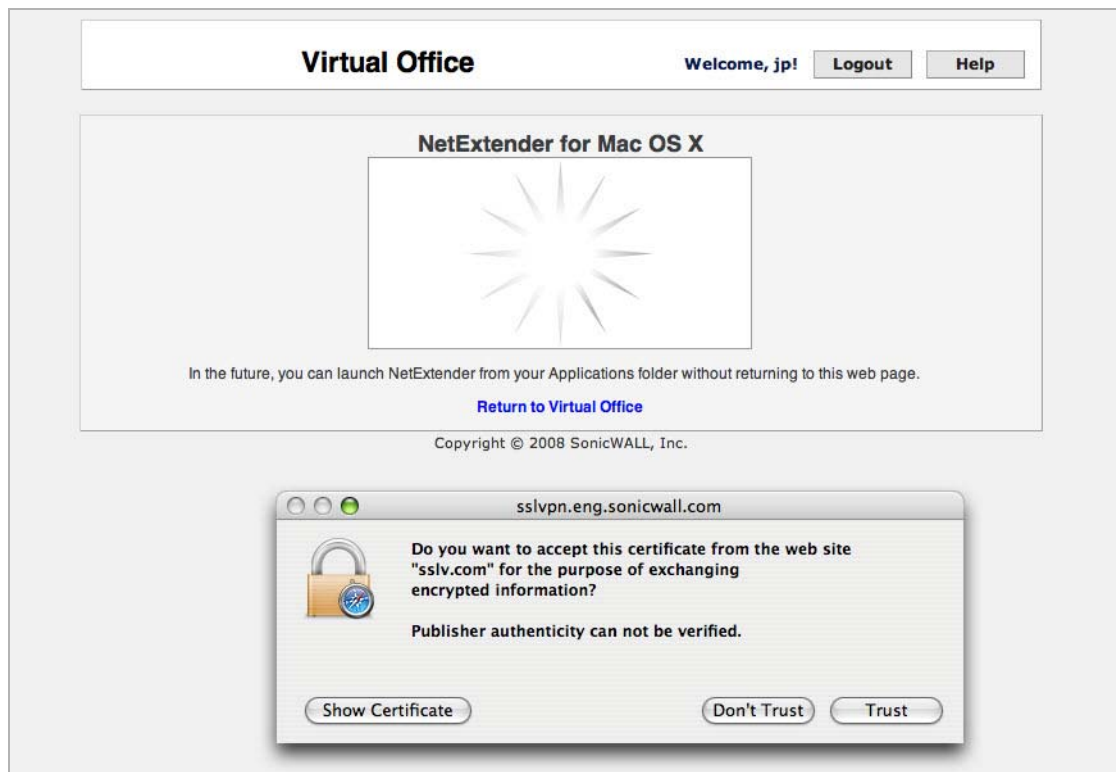 Virtual Office
Welcome, jp!
Logout
Help
NetExtender for Mac OS X
In the future, you can launch NetExtender from your Applications folder without returning to this web page.
Return to Virtual Office
Copyright © 2008 SonicWALL, Inc.
sslvpn.eng.sonicwall.com
Do you want to accept this certificate from the web site
"sslv.com" for the purpose of exchanging
encrypted information?
Publisher authenticity can not be verified.
Show Certificate
Don't Trust
Trust